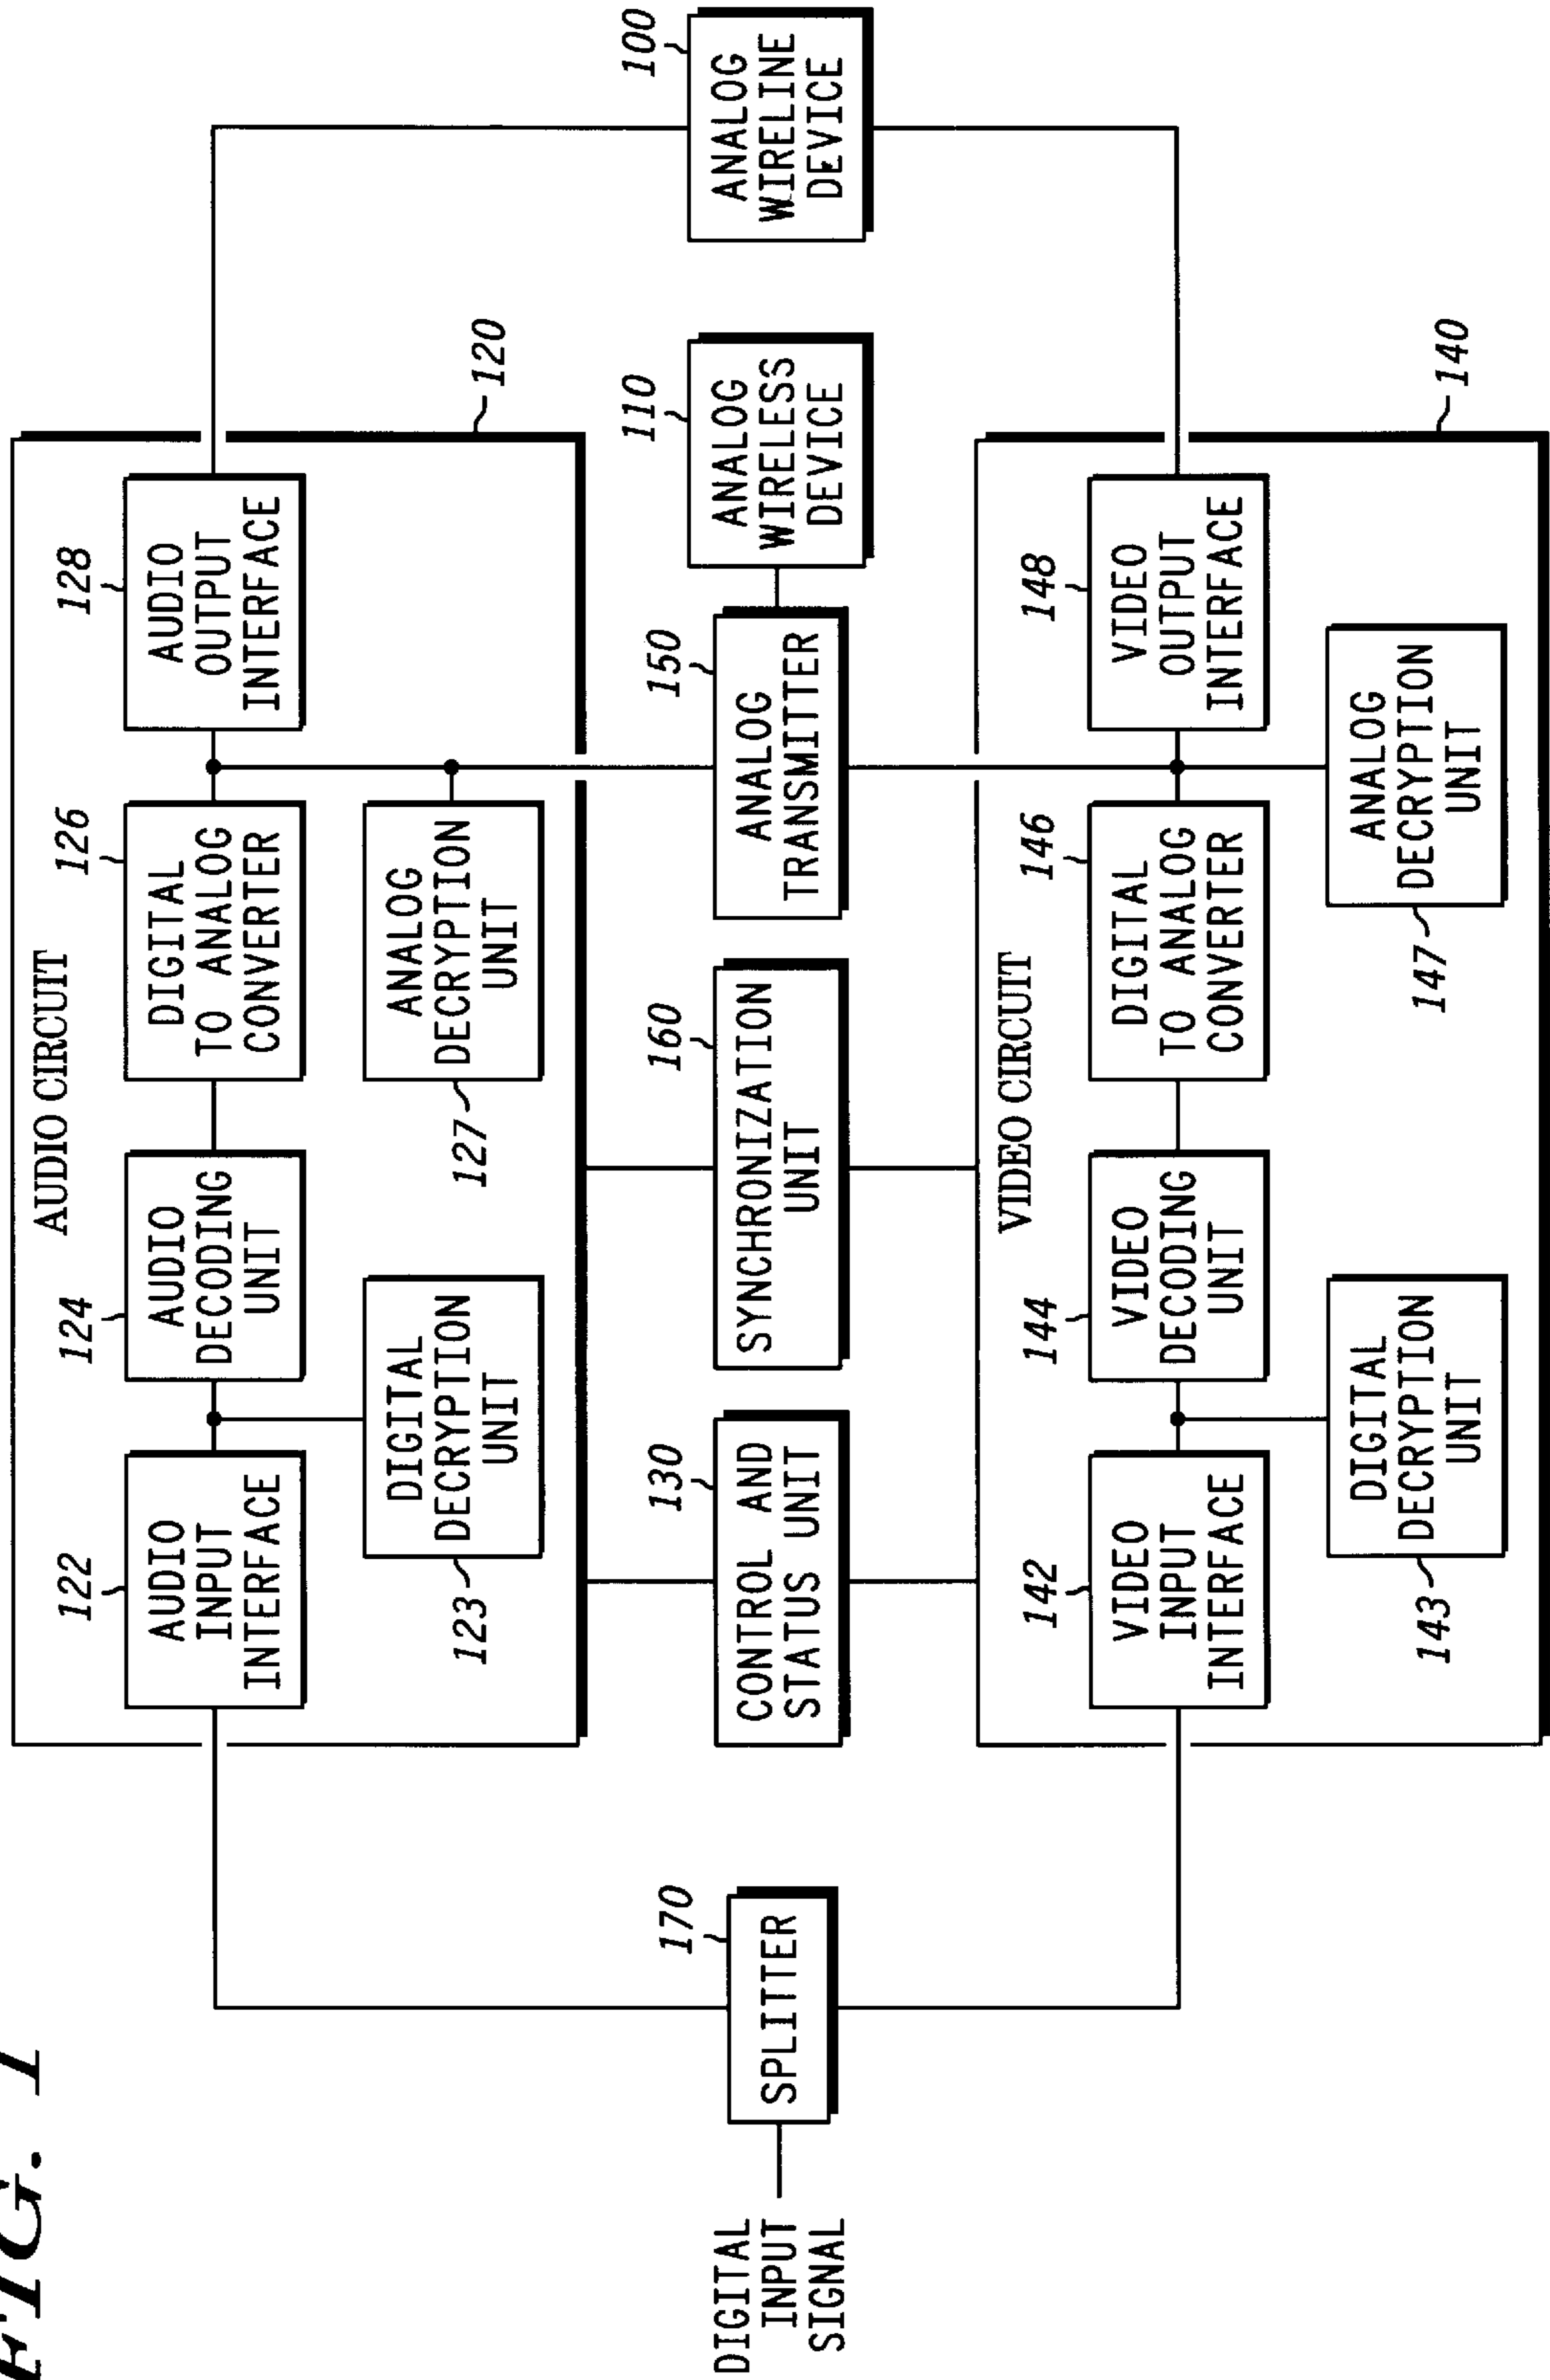 FIG. 1
AUDIO CIRCUIT
122
AUDIO
INPUT
INTERFACE
124
AUDIO
DECODING
UNIT
126
DIGITAL
TO ANALOG
CONVERTER
128
AUDIO
OUTPUT
INTERFACE
DIGITAL
DECRYPTION
UNIT
123
ANALOG
DECRYPTION
UNIT
127
120
DIGITAL
INPUT
SIGNAL
170
SPLITTER
130
CONTROL AND
STATUS UNIT
160
SYNCHRONIZATION
UNIT
150
ANALOG
TRANSMITTER
110
ANALOG
WIRELESS
DEVICE
100
ANALOG
WIRELINE
DEVICE
VIDEO CIRCUIT
142
VIDEO
INPUT
INTERFACE
144
VIDEO
DECODING
UNIT
146
DIGITAL
TO ANALOG
CONVERTER
148
VIDEO
OUTPUT
INTERFACE
DIGITAL
DECRYPTION
UNIT
143
ANALOG
DECRYPTION
UNIT
147
140